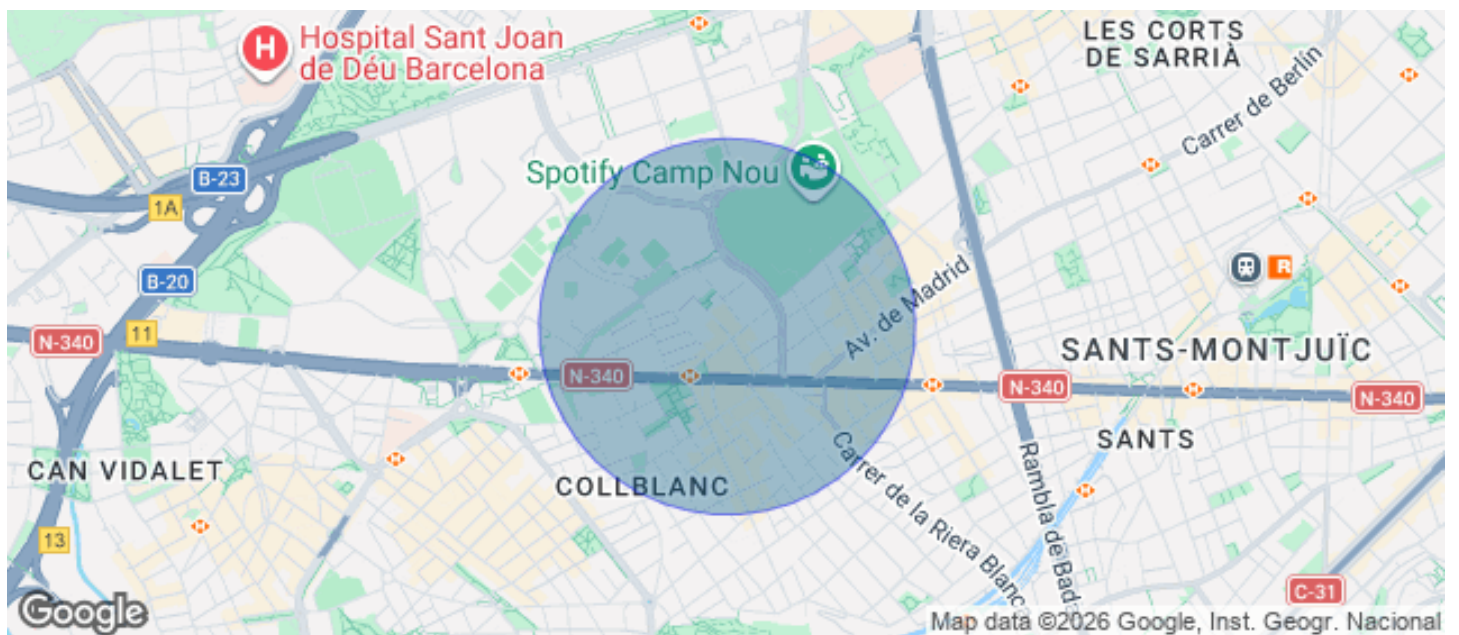 H
Hospital Sant Joan
de Déu Barcelona
LES CORTS
DE SARRIÀ
Carrer de Berlin
B-23
1A
Spotify Camp Nou
B-20
R
Av. de Madrid
N-340
11
N-340
SANTS-MONTJUÏC
N-340
N-340
CAN VIDALET
COLLBLANC
SANTS
Carrer de la Riera Blanca
Rambla de Bada
13
C-31
Google
Map data ©2026 Google, Inst. Geogr. Nacional